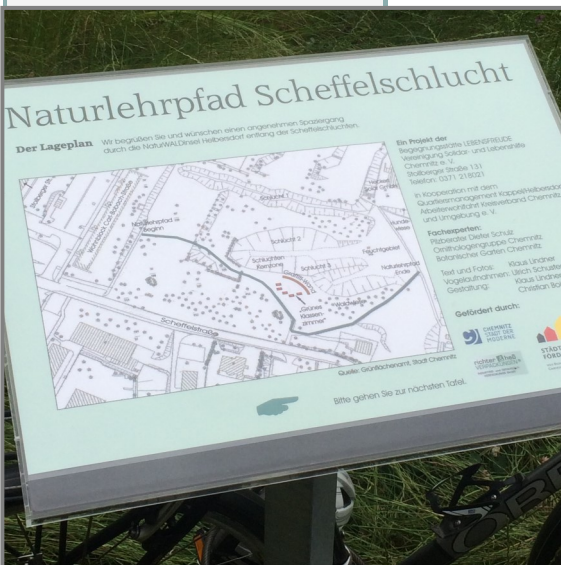 Naturlehrpfad Scheffelschlucht
Der Lageplan
Wir begrüßen Sie und wünschen einen angenehmen Spaziergang
durch die NaturWALDinsel Helbersdorf entlang der Scheffelschluchten.
Naturlehrpfad
Beginn
Schlucht 1
Schlucht 2
Schluchten
Schlucht 3
Feuchtgebiet
Naturlehrpfad
Ende
„Grünes
Klassen-
zimmer"
Scheffelstraße
Quelle: Grünflächenamt, Stadt Chemnitz
Bitte gehen Sie zur nächsten Tafel.
Ein Projekt der
Begegnungsstätte LEBENSFREUDE
Vereinigung Solidar- und Lebenshilfe
Chemnitz e. V.
Stollberger Straße 131
Telefon: 0371 218021
in Kooperation mit dem
Quartiersmanagement Kappel/Helbersdorf
Arbeiterwohlfahrt Kreisverband Chemnitz
und Umgebung e. V.
Fachexperten:
Pilzberater Dieter Schulz
Ornithologengruppe Chemnitz
Botanischer Garten Chemnitz
Text und Fotos: Klaus Lindner
Vogelaufnahmen: Ulrich Schuster
Gestaltung: Klaus Lindner
Christian
Gefördert durch:
CHEMNITZ
STADT DER
MODERNE